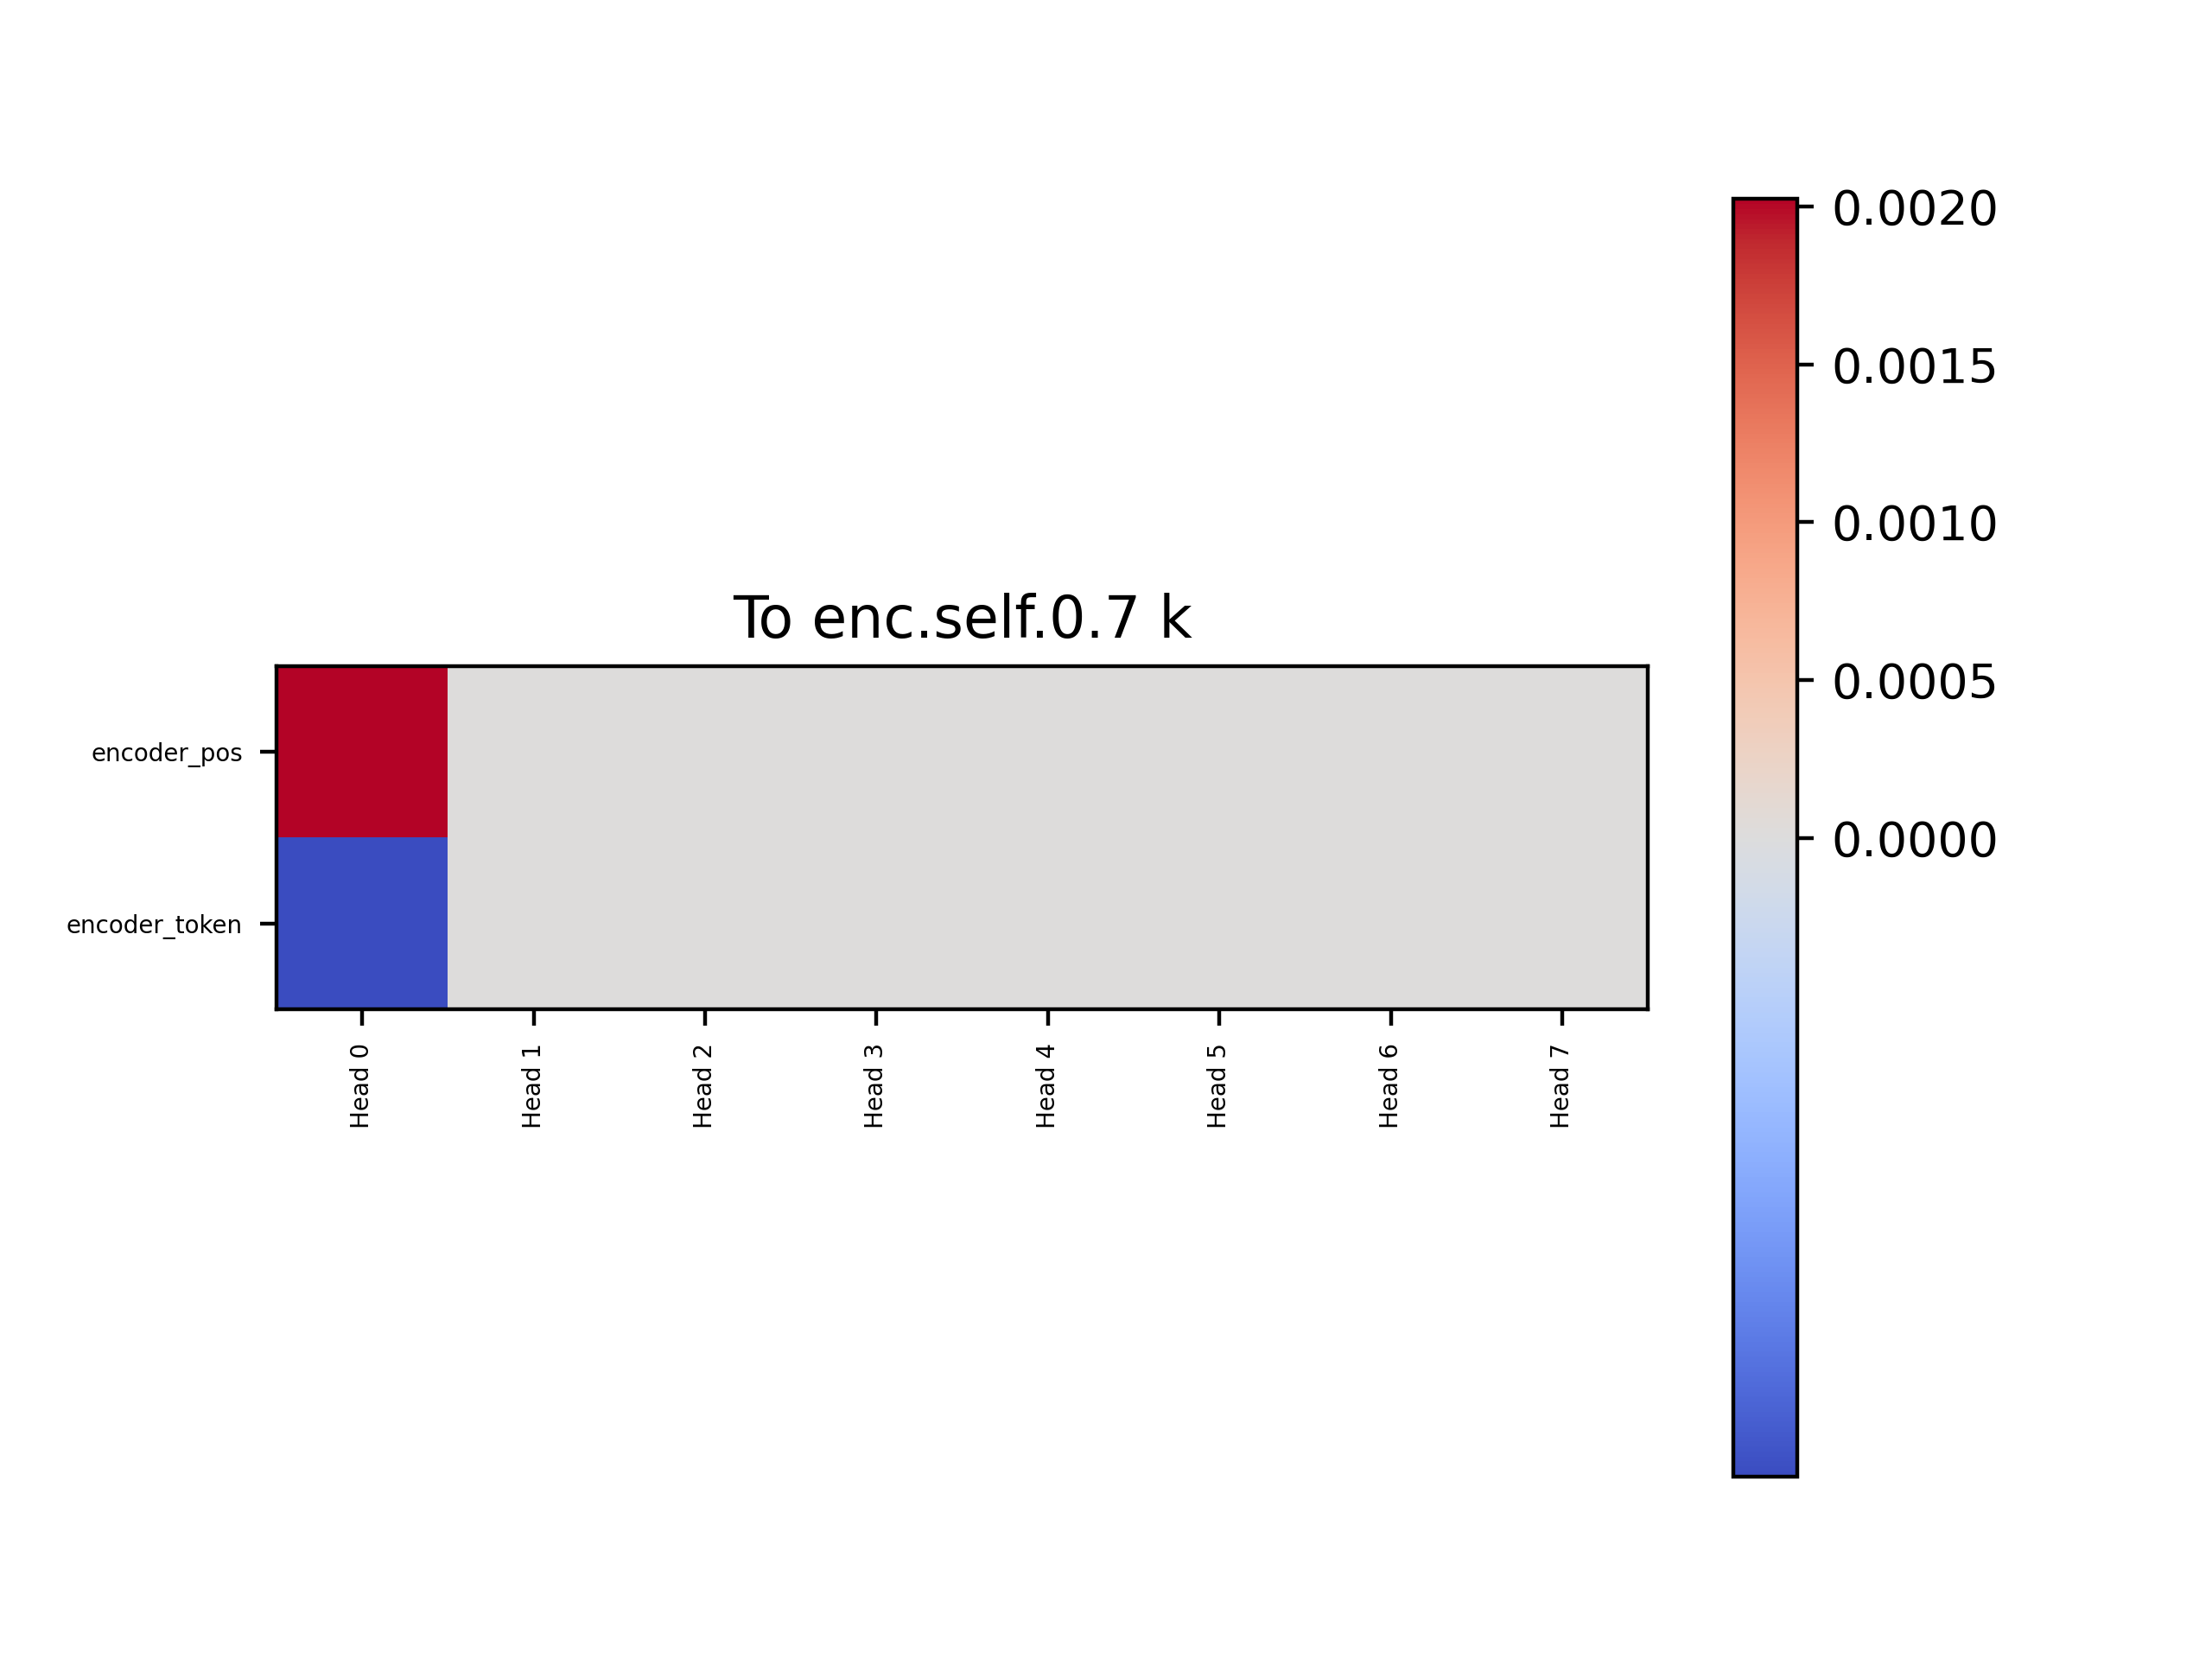 To enc.self.0.7 k
encoder_pos
encoder_token
Head 0
Head 1
Head 2
Head 3
Head 4
Head 5
Head 6
Head 7
0.0020
0.0015
0.0010
0.0005
0.0000